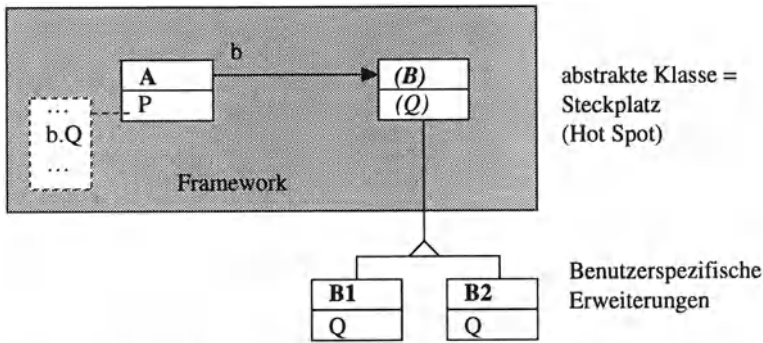 b
A
P
(B)
(Q)
...
b.Q
...
Framework
abstrakte Klasse =
Steckplatz
(Hot Spot)
B1
Q
B2
Q
Benutzerspezifische
Erweiterungen